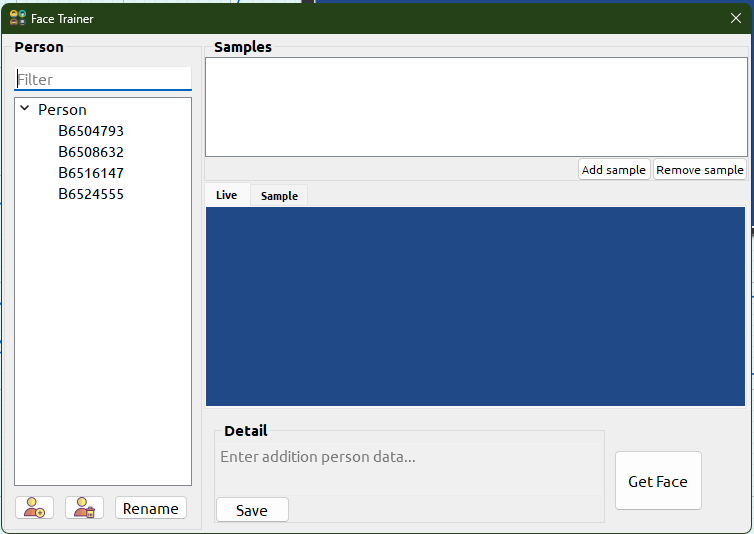 Face Trainer
Person
Filter
Person
B6504793
B6508632
B6516147
B6524555
Rename
Samples
Add sample Remove sample
Live Sample
Detail
Enter addition person data...
Save
Get Face